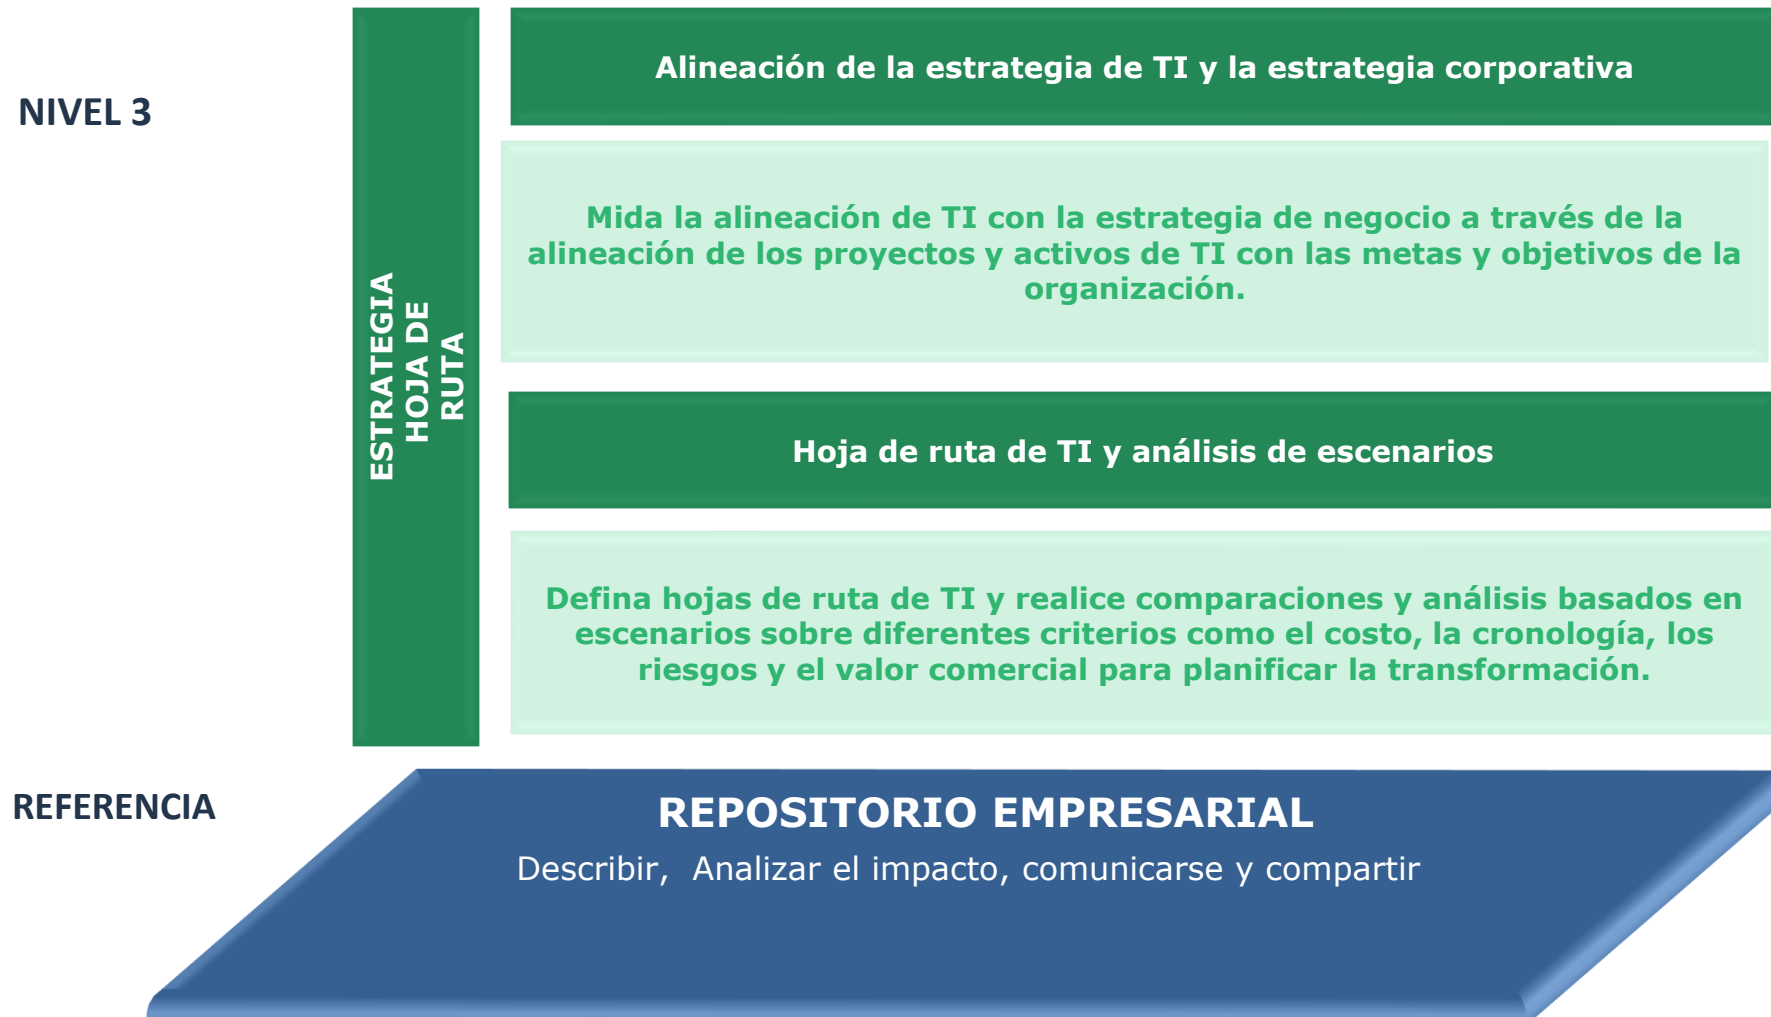 NIVEL 3
ESTRATEGIA
HOJA DE
RUTA
Alineación de la estrategia de TI y la estrategia corporativa
Mida la alineación de TI con la estrategia de negocio a través de la
alineación de los proyectos y activos de TI con las metas y objetivos de la
organización.
Hoja de ruta de TI y análisis de escenarios
Defina hojas de ruta de TI y realice comparaciones y análisis basados en
escenarios sobre diferentes criterios como el costo, la cronología, los
riesgos y el valor comercial para planificar la transformación.
REFERENCIA
REPOSITORIO EMPRESARIAL
Describir,  Analizar el impacto, comunicarse y compartir